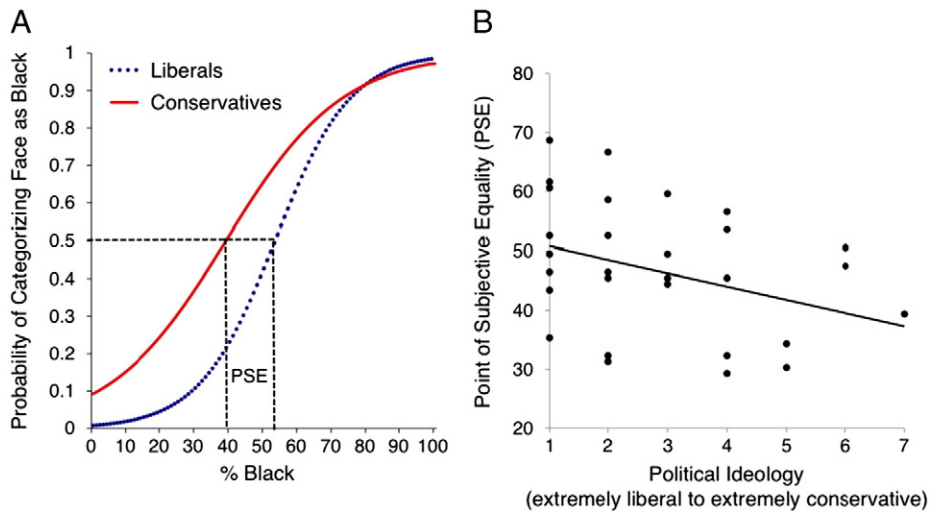 A
Probability of Categorizing Face as Black
1
0.9
0.8
0.7
0.6
0.5
0.4
0.3
0.2
0.1
0
Liberals
Conservatives
PSE
0 10 20 30 40 50 60 70 80 90 100
% Black
B
Point of Subjective Equality (PSE)
80
70
60
50
40
30
20
1 2 3 4 5 6 7
Political Ideology
(extremely liberal to extremely conservative)